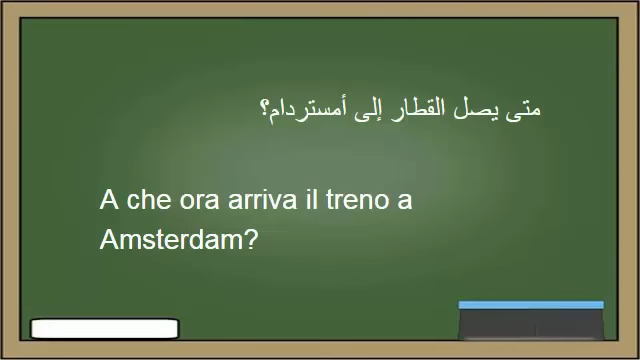 متى يصل القطار إلى أمستردام؟
A che ora arriva il treno a
Amsterdam?